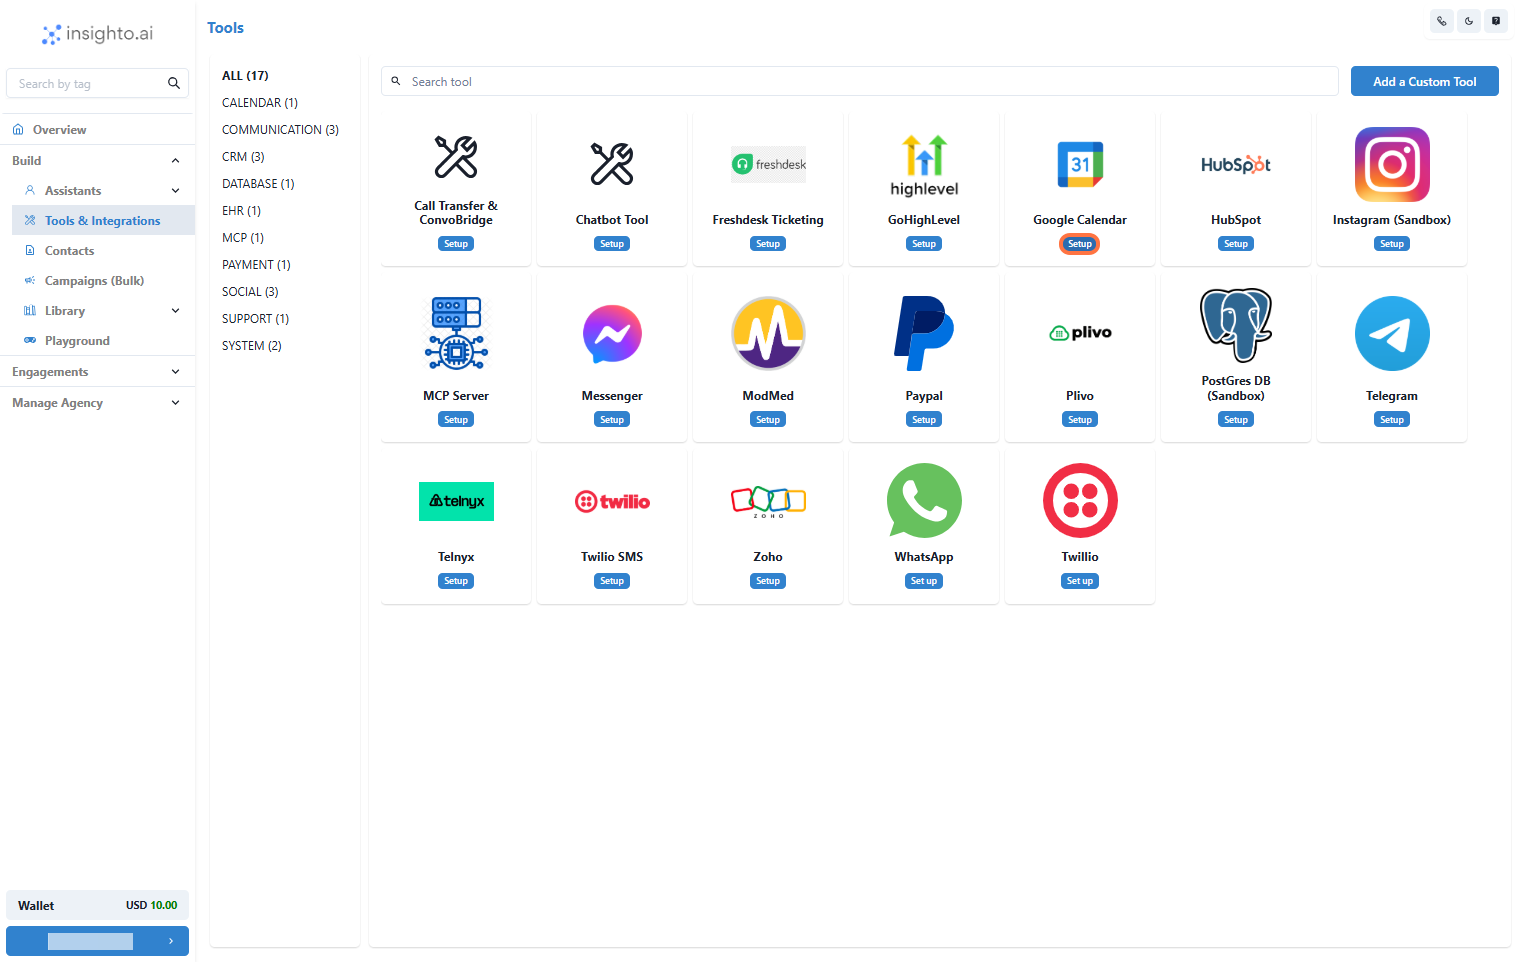 insighto.ai
Search by tag
Overview
Build
Assistants
Tools & Integrations
Contacts
Campaigns (Bulk)
Library
Playground
Engagements
Manage Agency
Wallet
USD 10.00
Tools
ALL (17)
CALENDAR (1)
COMMUNICATION (3)
CRM (3)
DATABASE (1)
EHR (1)
MCP (1)
PAYMENT (1)
SOCIAL (3)
SUPPORT (1)
SYSTEM (2)
Search tool
Add a Custom Tool
Call Transfer &
ConvoBridge
Setup
Chatbot Tool
Setup
freshdesk
Freshdesk Ticketing
Setup
highlevel
GoHighLevel
Setup
31
Google Calendar
Setup
HubSpot
HubSpot
Setup
Instagram (Sandbox)
Setup
MCP Server
Setup
Messenger
Setup
ModMed
Setup
Paypal
Setup
plivo
Plivo
Setup
PostGres DB
(Sandbox)
Setup
Telegram
Setup
telnyx
Telnyx
Setup
twilio
Twilio SMS
Setup
ZOHO
Zoho
Setup
WhatsApp
Set up
Twillio
Set up